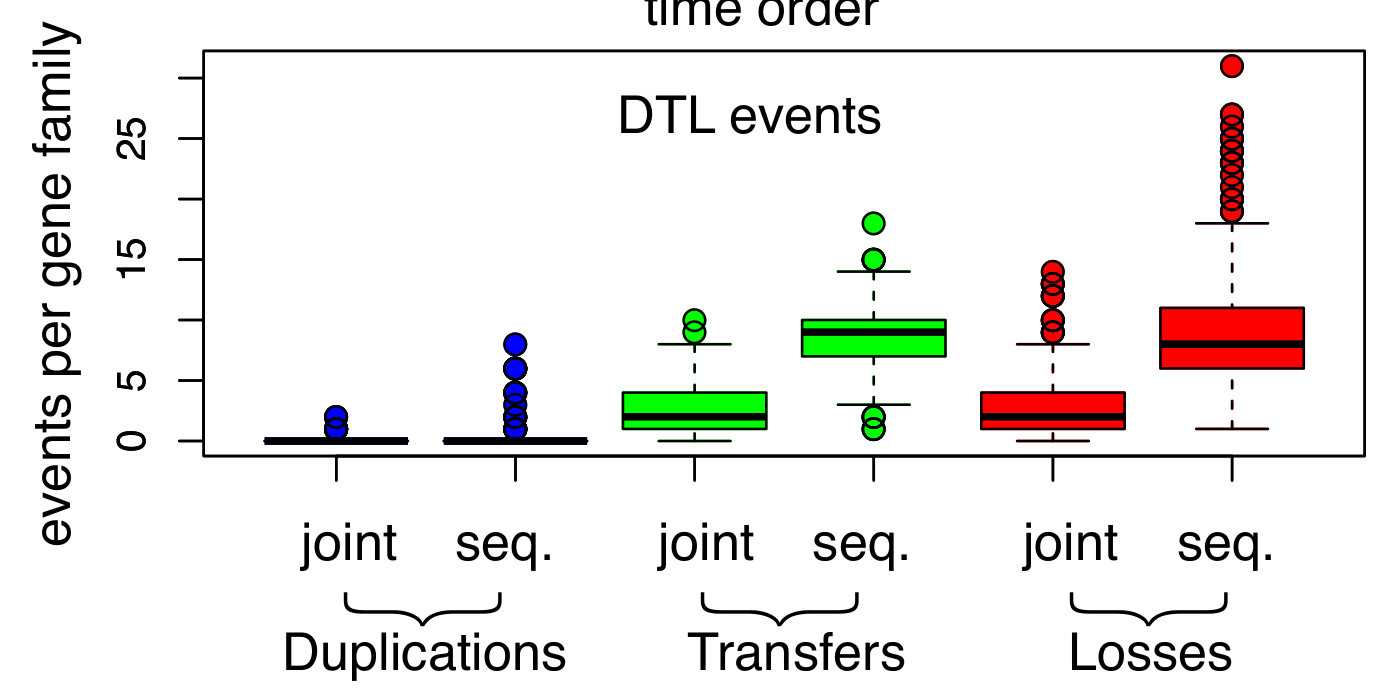 time order
events per gene family
DTL events
25
15
5
0
joint seq. joint seq. joint seq.
Duplications Transfers Losses